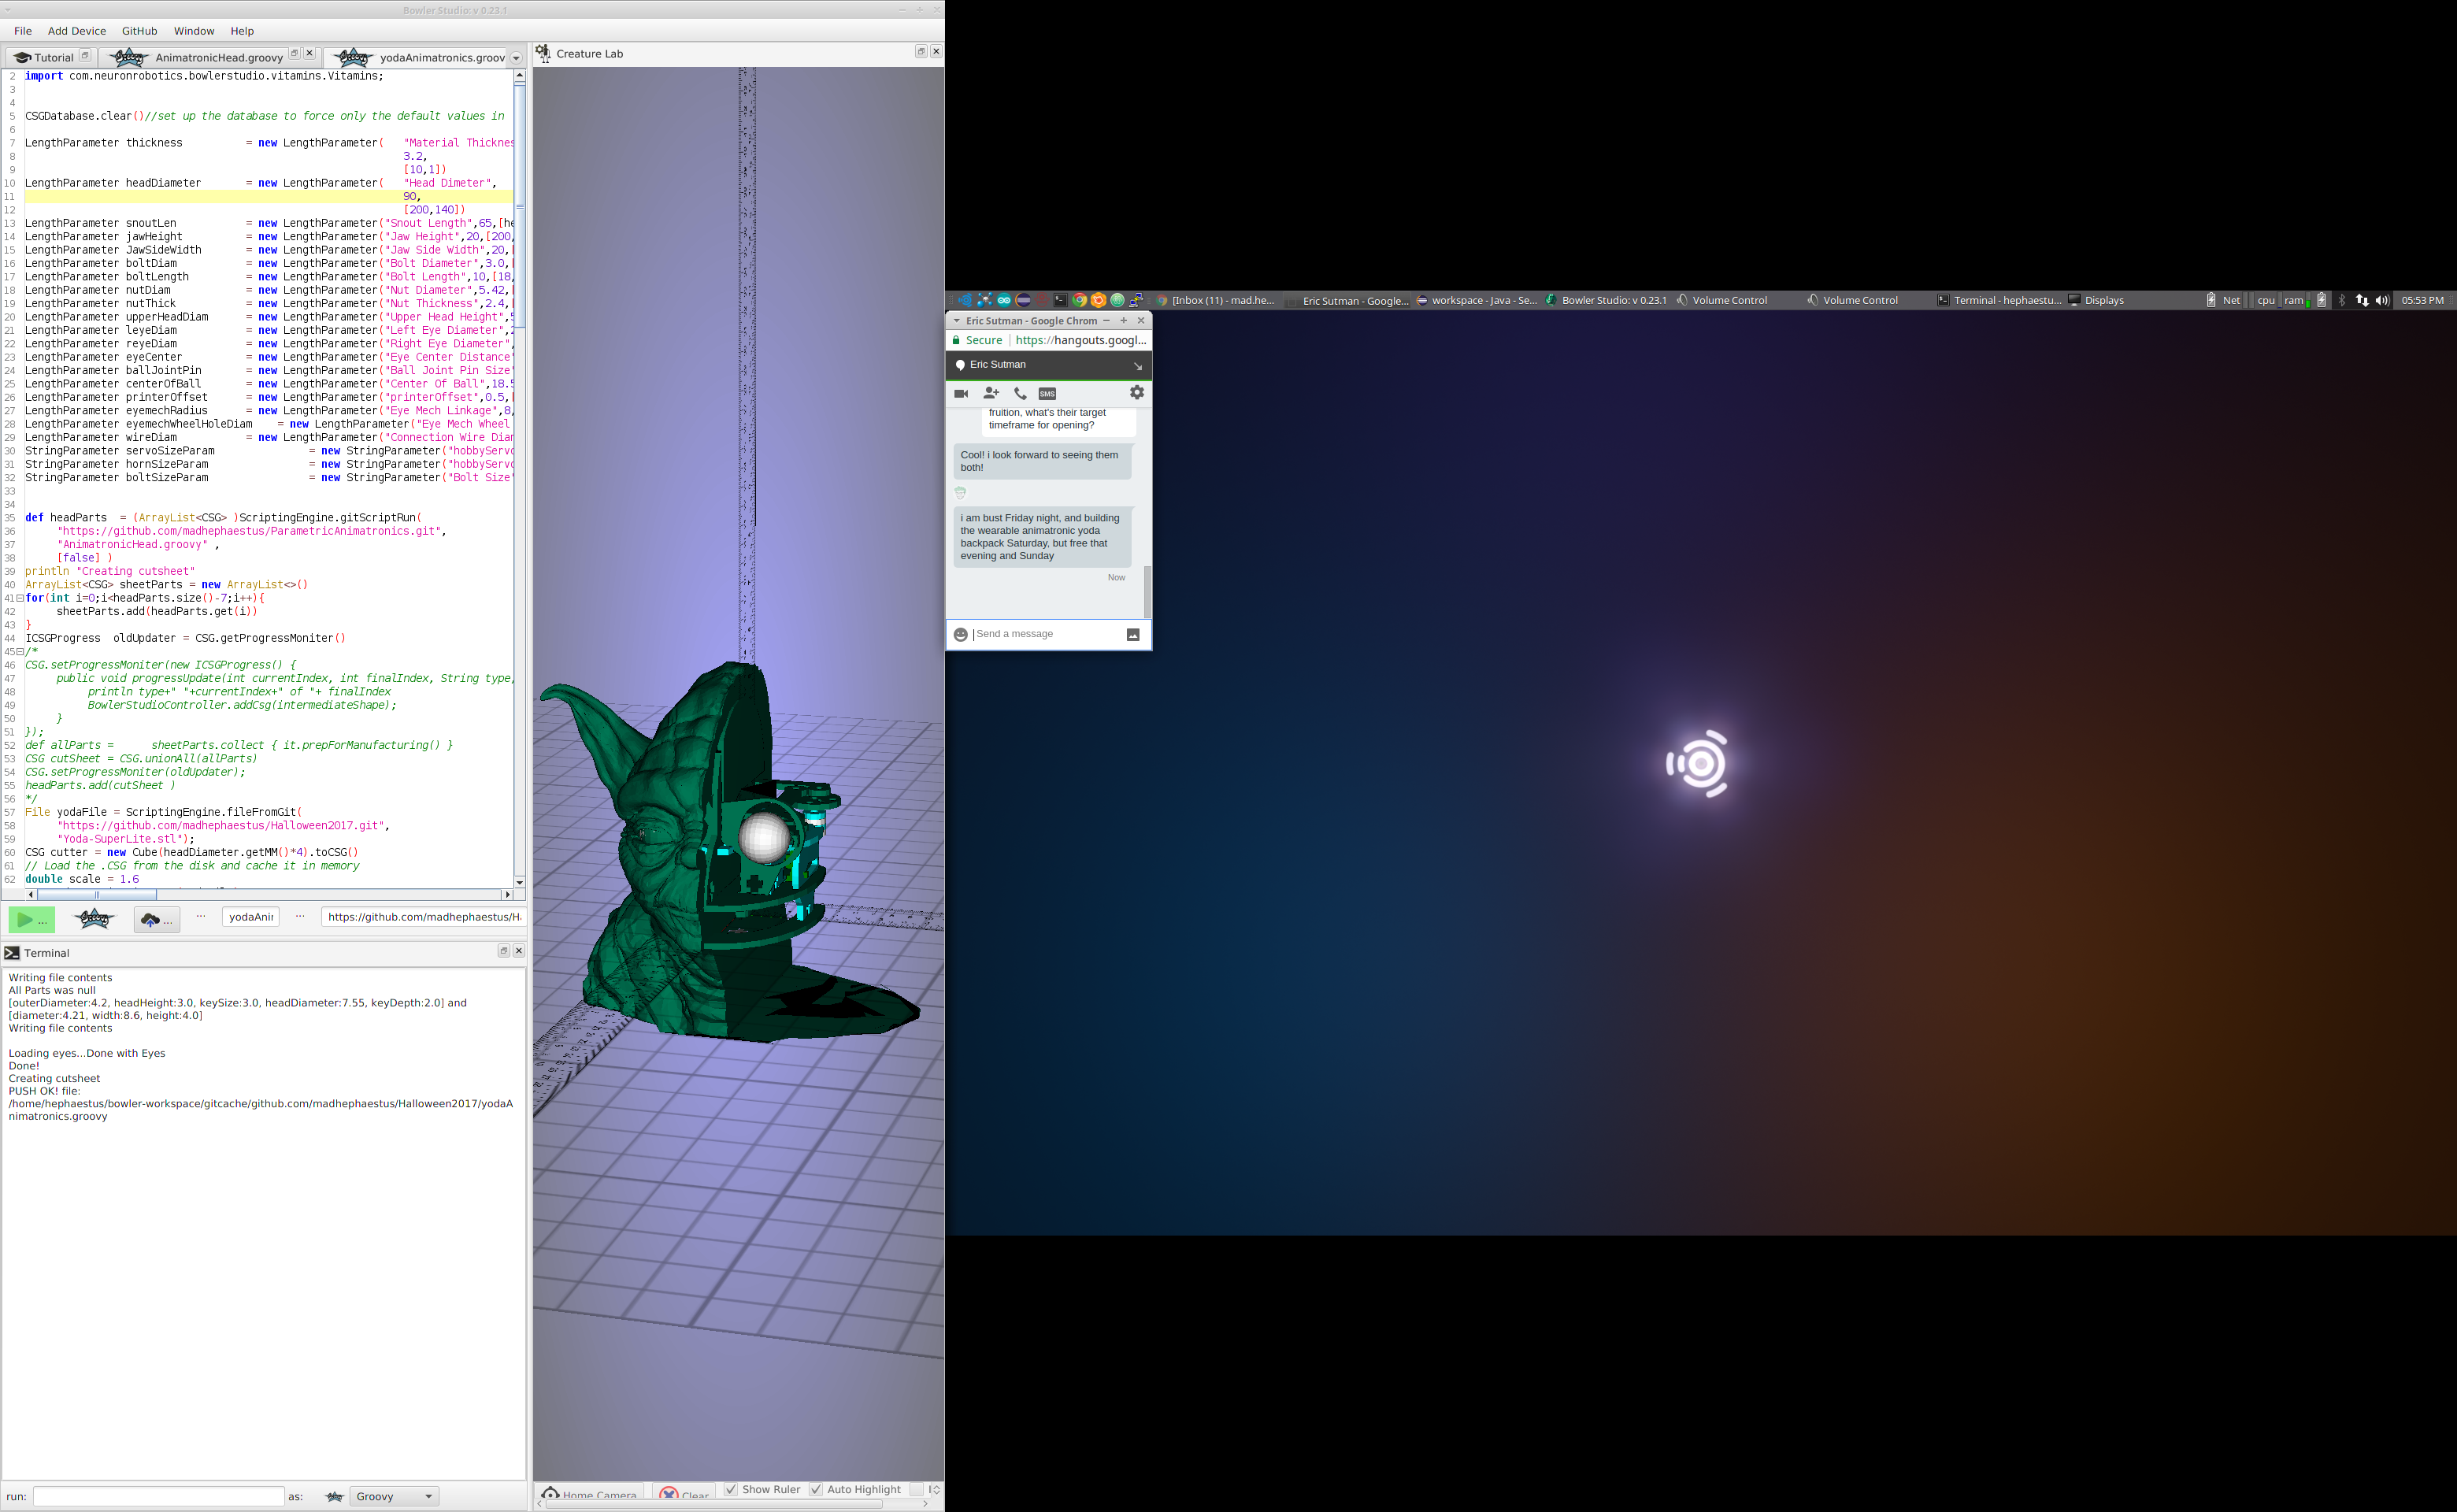 Bowler Studio: v 0.23.1
File Add Device GitHub Window Help
Tutorial AnimatronicHead.groovy yodaAnimatronics.groov
2 import com.neuronrobotics.bowlerstudio.vitamins.Vitamins;
3
4
5 CSGDatabase.clear()//set up the database to force only the default values in
6
7 LengthParameter thickness = new LengthParameter( "Material Thicknes
8 3.2,
9 [10,1])
10 LengthParameter headDiameter = new LengthParameter( "Head Dimeter",
11 90,
12 [200,140])
13 LengthParameter snoutLen = new LengthParameter("Snout Length",65,[he
14 LengthParameter jawHeight = new LengthParameter("Jaw Height",20,[200,
15 LengthParameter JawSideWidth = new LengthParameter("Jaw Side Width",20,
16 LengthParameter boltDiam = new LengthParameter("Bolt Diameter",3.0,
17 LengthParameter boltLength = new LengthParameter("Bolt Length",10,[18,
18 LengthParameter nutDiam = new LengthParameter("Nut Diameter",5.42,
19 LengthParameter nutThick = new LengthParameter("Nut Thickness",2.4,
20 LengthParameter upperHeadDiam = new LengthParameter("Upper Head Height",
21 LengthParameter leyeDiam = new LengthParameter("Left Eye Diameter",
22 LengthParameter reyeDiam = new LengthParameter("Right Eye Diameter",
23 LengthParameter eyeCenter = new LengthParameter("Eye Center Distance"
24 LengthParameter ballJointPin = new LengthParameter("Ball Joint Pin Size"
25 LengthParameter centerOfBall = new LengthParameter("Center Of Ball",18.5
26 LengthParameter printerOffset = new LengthParameter("printerOffset",0.5,
27 LengthParameter eyemechRadius = new LengthParameter("Eye Mech Linkage",8,
28 LengthParameter eyemechWheelHoleDiam = new LengthParameter("Eye Mech Wheel
29 LengthParameter wireDiam = new LengthParameter("Connection Wire Diam
30 StringParameter servoSizeParam = new StringParameter("hobbyServo
31 StringParameter hornSizeParam = new StringParameter("hobbyServo
32 StringParameter boltSizeParam = new StringParameter("Bolt Size"
33
34
35 def headParts = (ArrayList<CSG> )ScriptingEngine.gitScriptRun(
36 "https://github.com/madhephaestus/ParametricAnimatronics.git",
37 "AnimatronicHead.groovy" ,
38 [false] )
39 println "Creating cutsheet"
40 ArrayList<CSG> sheetParts = new ArrayList<>()
41 for(int i=0;i<headParts.size()-7;i++){
42 sheetParts.add(headParts.get(i))
43 }
44 ICSGProgress oldUpdater = CSG.getProgressMoniter()
45 /*
46 CSG.setProgressMoniter(new ICSGProgress() {
47 public void progressUpdate(int currentIndex, int finalIndex, String type,
48 println type+" "+currentIndex+" of "+ finalIndex
49 BowlerStudioController.addCsg(intermediateShape);
50 }
51 });
52 def allParts = sheetParts.collect { it.prepForManufacturing() }
53 CSG cutSheet = CSG.unionAll(allParts)
54 CSG.setProgressMoniter(oldUpdater);
55 headParts.add(cutSheet )
56 */
57 File yodaFile = ScriptingEngine.fileFromGit(
58 "https://github.com/madhephaestus/Halloween2017.git",
59 "Yoda-SuperLite.stl");
60 CSG cutter = new Cube(headDiameter.getMM()*4).toCSG()
61 // Load the .CSG from the disk and cache it in memory
62 double scale = 1.6
... ... yodaAnir ... https://github.com/madhephaestus/H
Terminal
Writing file contents
All Parts was null
[outerDiameter:4.2, headHeight:3.0, keySize:3.0, headDiameter:7.55, keyDepth:2.0] and
[diameter:4.21, width:8.6, height:4.0]
Writing file contents
Loading eyes...Done with Eyes
Done!
Creating cutsheet
PUSH OK! file:
/home/hephaestus/bowler-workspace/gitcache/github.com/madhephaestus/Halloween2017/yodaA
nimatronics.groovy
run: as: Groovy
Creature Lab
Home Camera Clear Show Ruler Auto Highlight
[Inbox (11) - mad.he... Eric Sutman - Google... workspace - Java - Se... Bowler Studio: v 0.23.1 Volume Control Volume Control Terminal - hephaestu... Displays Net cpu ram 05:53 PM
Eric Sutman - Google Chrom
Secure https://hangouts.googl...
Eric Sutman
SMS
fruition, what's their target
timeframe for opening?
Cool! i look forward to seeing them
both!
i am bust Friday night, and building
the wearable animatronic yoda
backpack Saturday, but free that
evening and Sunday
Now
Send a message